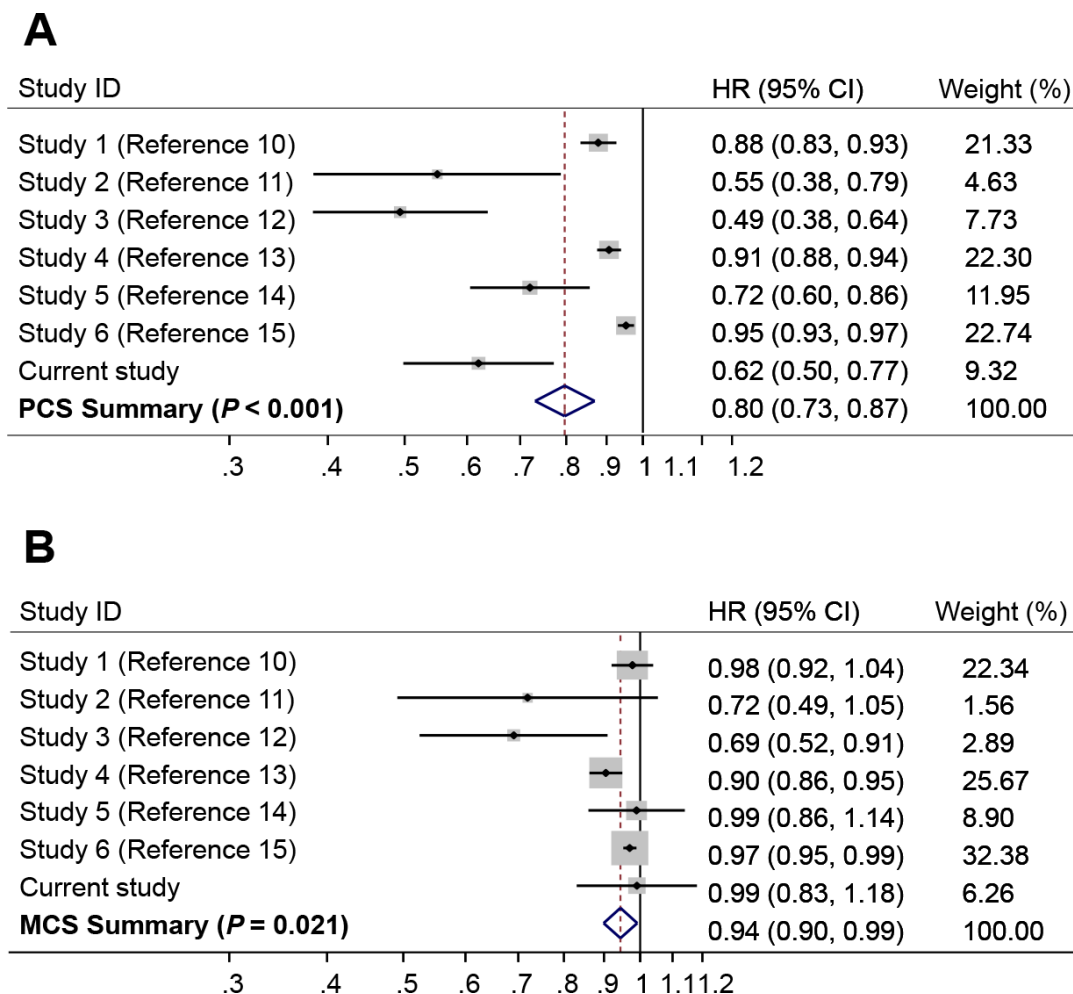 A
Study ID HR (95% CI) Weight (%)
Study 1 (Reference 10) 0.88 (0.83, 0.93) 21.33
Study 2 (Reference 11) 0.55 (0.38, 0.79) 4.63
Study 3 (Reference 12) 0.49 (0.38, 0.64) 7.73
Study 4 (Reference 13) 0.91 (0.88, 0.94) 22.30
Study 5 (Reference 14) 0.72 (0.60, 0.86) 11.95
Study 6 (Reference 15) 0.95 (0.93, 0.97) 22.74
Current study 0.62 (0.50, 0.77) 9.32
PCS Summary (P < 0.001) 0.80 (0.73, 0.87) 100.00
.3 .4 .5 .6 .7 .8 .9 1 1.1 1.2
B
Study ID HR (95% CI) Weight (%)
Study 1 (Reference 10) 0.98 (0.92, 1.04) 22.34
Study 2 (Reference 11) 0.72 (0.49, 1.05) 1.56
Study 3 (Reference 12) 0.69 (0.52, 0.91) 2.89
Study 4 (Reference 13) 0.90 (0.86, 0.95) 25.67
Study 5 (Reference 14) 0.99 (0.86, 1.14) 8.90
Study 6 (Reference 15) 0.97 (0.95, 0.99) 32.38
Current study 0.99 (0.83, 1.18) 6.26
MCS Summary (P = 0.021) 0.94 (0.90, 0.99) 100.00
.3 .4 .5 .6 .7 .8 .9 1 1.1 1.2